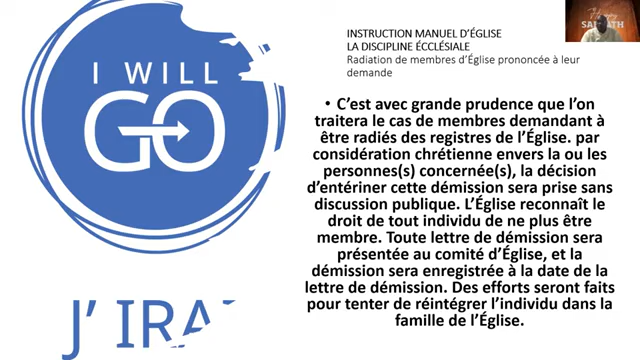 I WILL
GO
J' IRA
INSTRUCTION MANUEL D'ÉGLISE
LA DISCIPLINE ÉCCLÉSIALE
Radiation de membres d'Église prononcée à leur
demande
SABBATH
• C'est avec grande prudence que l'on
traitera le cas de membres demandant à
être radiés des registres de l'Église. par
considération chrétienne envers la ou les
personnes(s) concernée(s), la décision
d'entériner cette démission sera prise sans
discussion publique. L'Église reconnaît le
droit de tout individu de ne plus être
membre. Toute lettre de démission sera
présentée au comité d'Église, et la
démission sera enregistrée à la date de la
lettre de démission. Des efforts seront faits
pour tenter de réintégrer l'individu dans la
famille de l'Église.